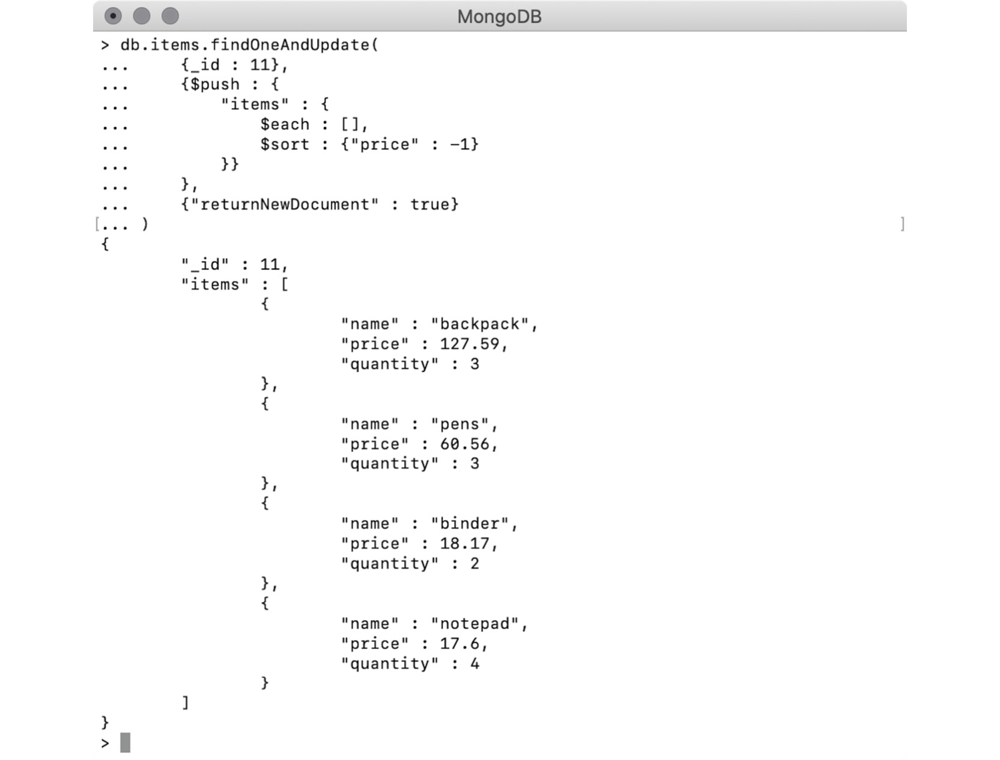 MongoDB
> db.items.findOneAndUpdate(
...     {_id : 11},
...     {$push : {
...         "items" : {
...             $each : [],
...             $sort : {"price" : -1}
...         }}
...     },
...     {"returnNewDocument" : true}
[... )                                                                           ]
{
        "_id" : 11,
        "items" : [
                {
                        "name" : "backpack",
                        "price" : 127.59,
                        "quantity" : 3
                },
                {
                        "name" : "pens",
                        "price" : 60.56,
                        "quantity" : 3
                },
                {
                        "name" : "binder",
                        "price" : 18.17,
                        "quantity" : 2
                },
                {
                        "name" : "notepad",
                        "price" : 17.6,
                        "quantity" : 4
                }
        ]
}
>